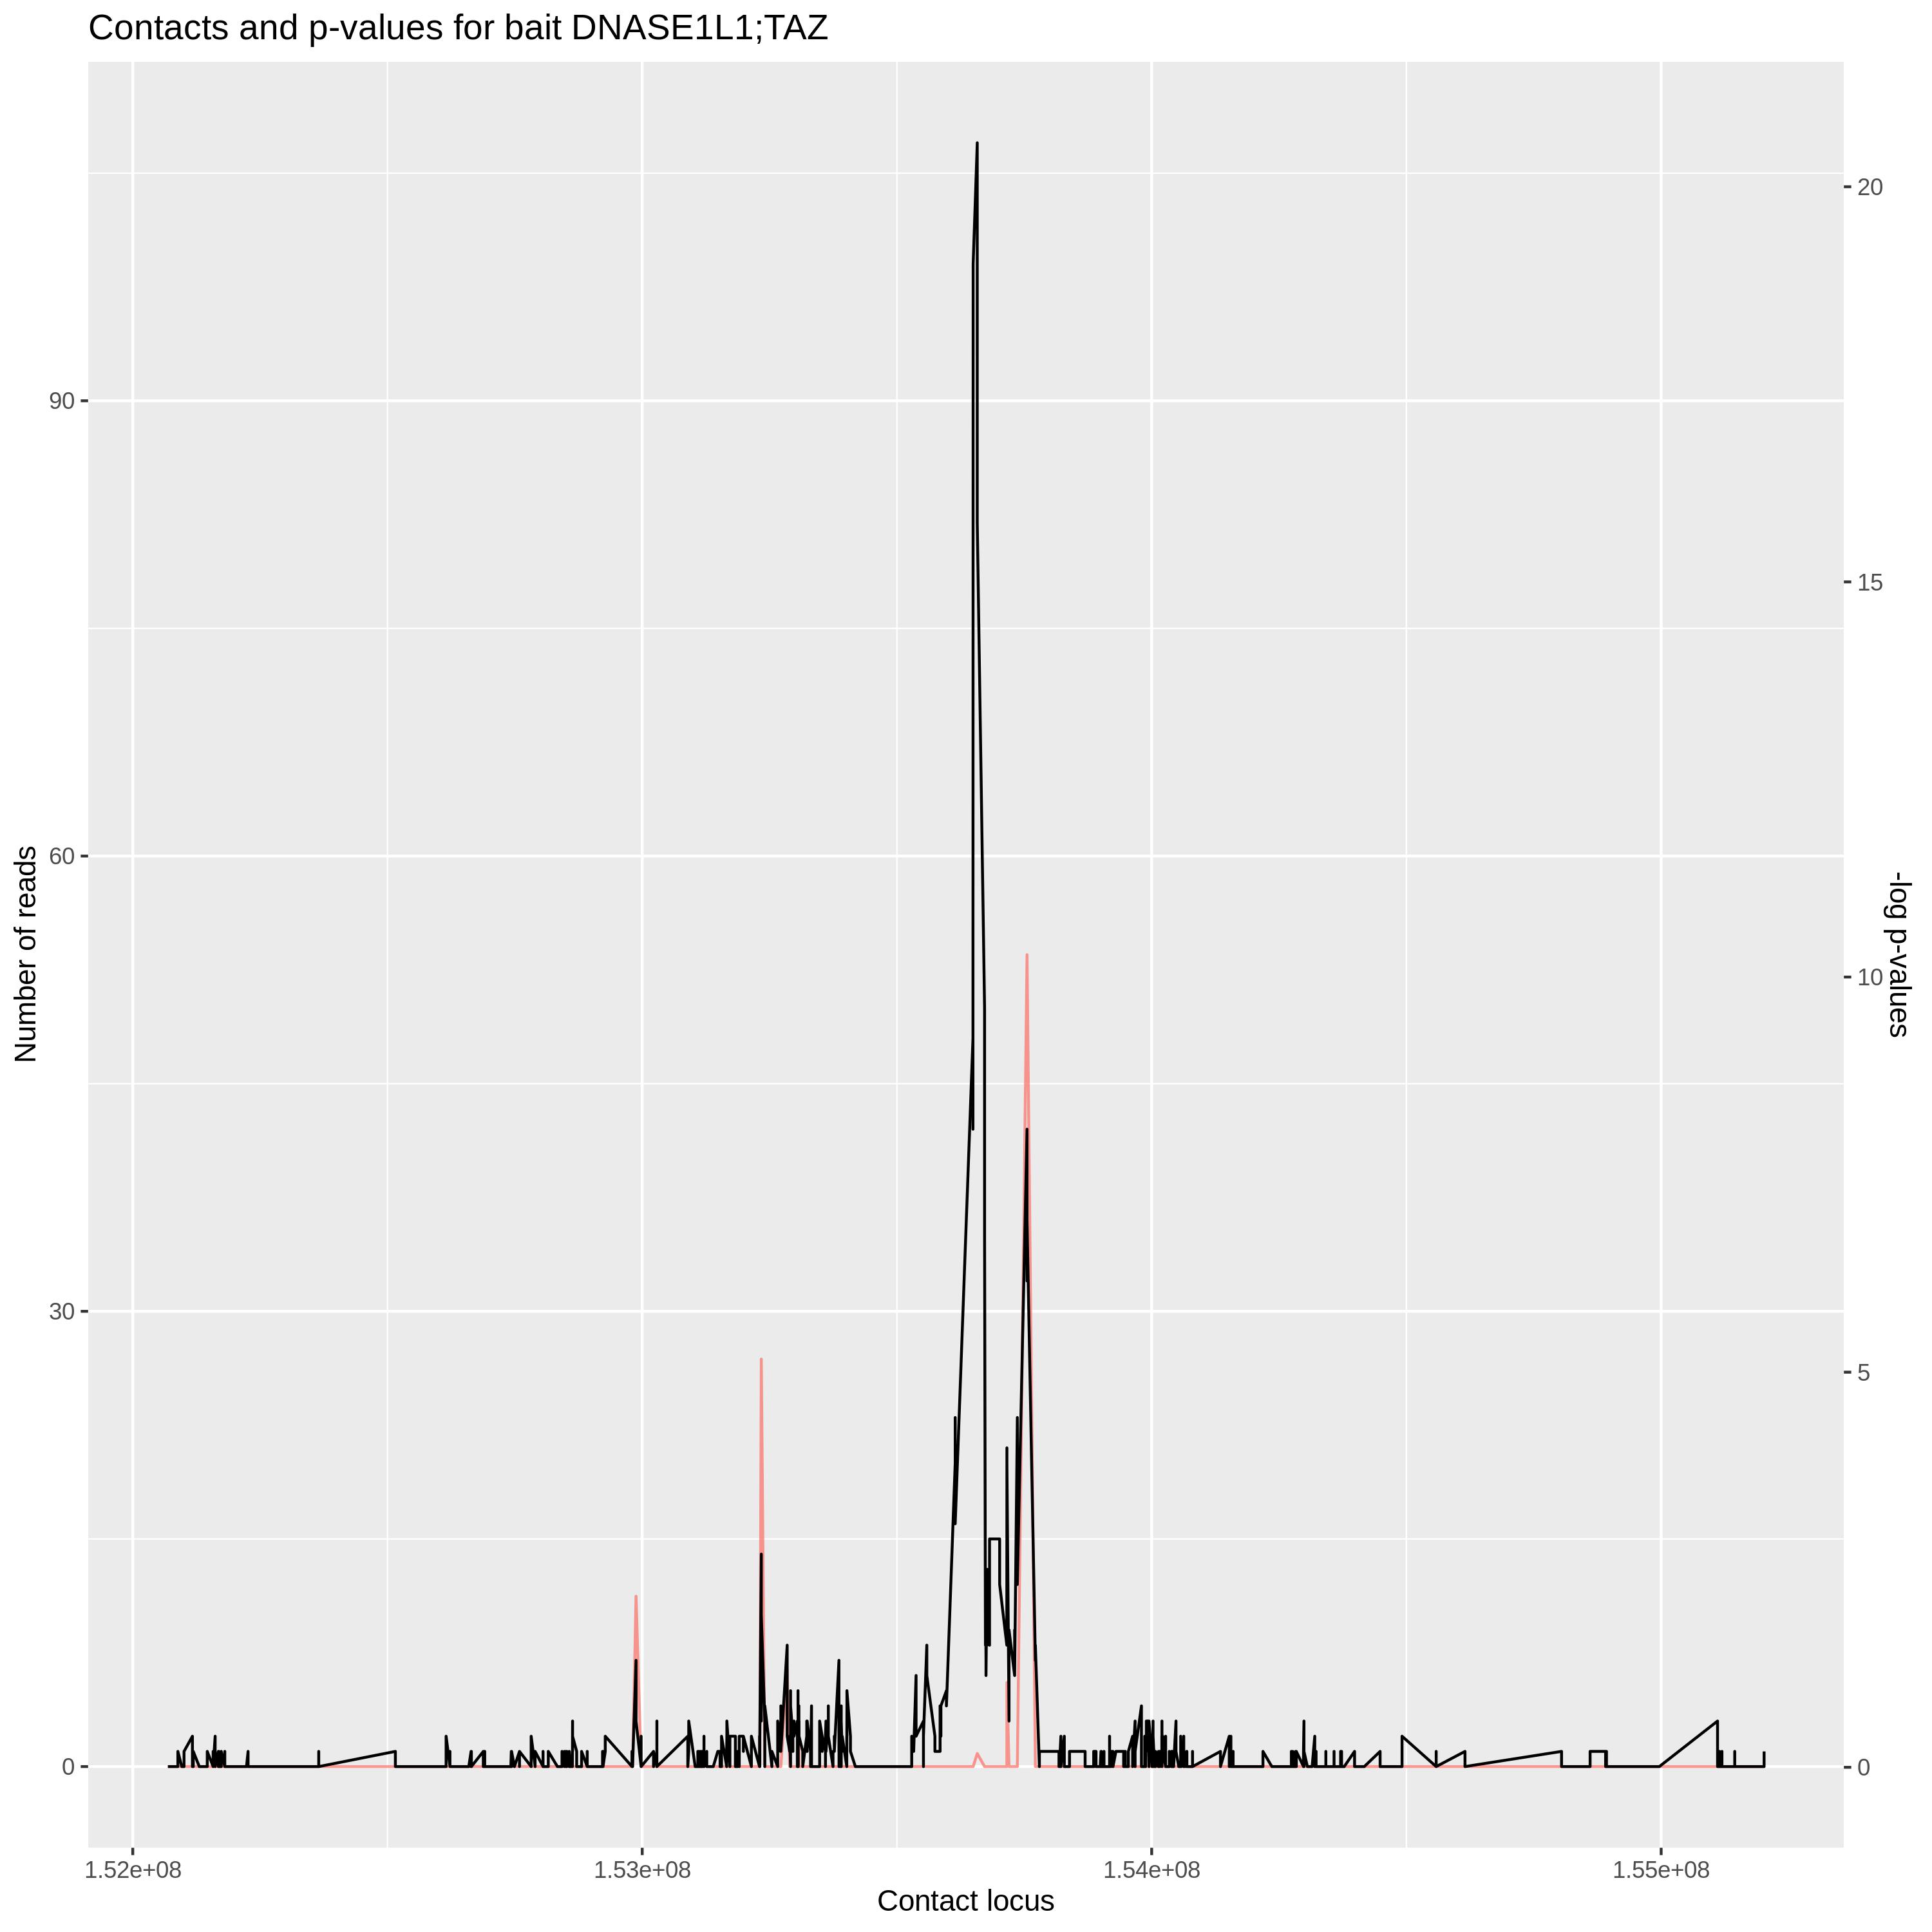 Contacts and p-values for bait DNASE1L1;TAZ
Number of reads
90
60
30
0
20
15
10
5
0
-log p-values
1.52e+08
1.53e+08
1.54e+08
1.55e+08
Contact locus